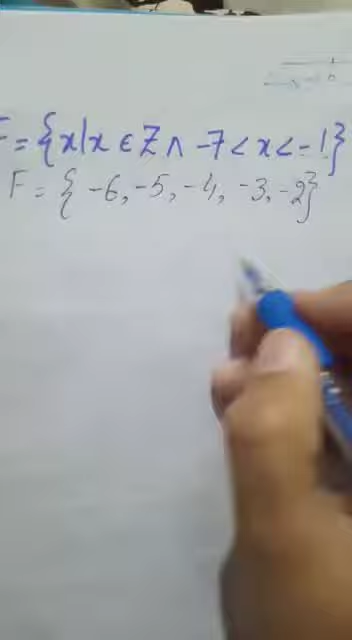 F = {x|x ∈ Z ∧ -7 < x < -1}
F = { -6, -5, -4, -3, -2}